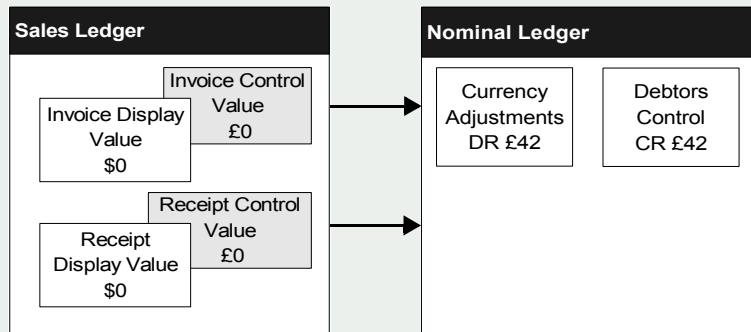 Sales Ledger
Invoice Control
Value
£0
Invoice Display
Value
$0
Receipt Control
Value
£0
Receipt
Display Value
$0
Nominal Ledger
Currency
Adjustments
DR £42
Debtors
Control
CR £42